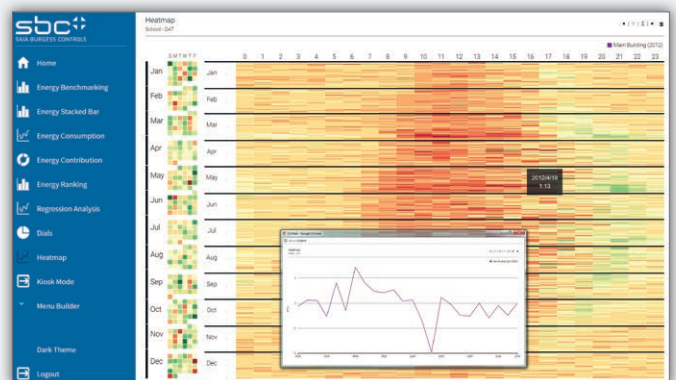 sbc
SAIA BURGESS CONTROLS
Home
Energy Benchmarking
Energy Stacked Bar
Energy Consumption
Energy Contribution
Energy Ranking
Regression Analysis
Dials
Heatmap
Kiosk Mode
Menu Builder
Dark Theme
Logout
Heatmap
School - DAT
Main Building (2012)
S M T W T F
0 1 2 3 4 5 6 7 8 9 10 11 12 13 14 15 16 17 18 19 20 21 22 23
Jan Jan
Feb Feb
Mar Mar
Apr Apr
May May
Jun Jun
Jul Jul
Aug Aug
Sep Sep
Oct Oct
Nov Nov
Dec Dec
2012/4/18
1.13
Heatmap